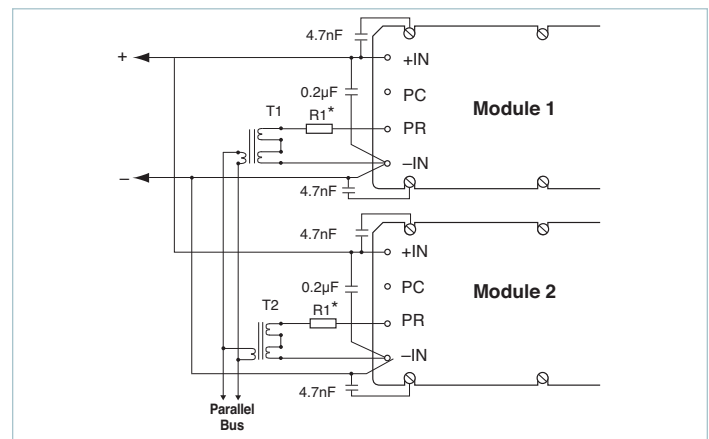 4.7nF
+
+IN
0.2µF
PC
Module 1
T1
R1*
PR
–IN
–
4.7nF
4.7nF
+IN
0.2µF
PC
Module 2
T2
R1*
PR
–IN
4.7nF
Parallel
Bus